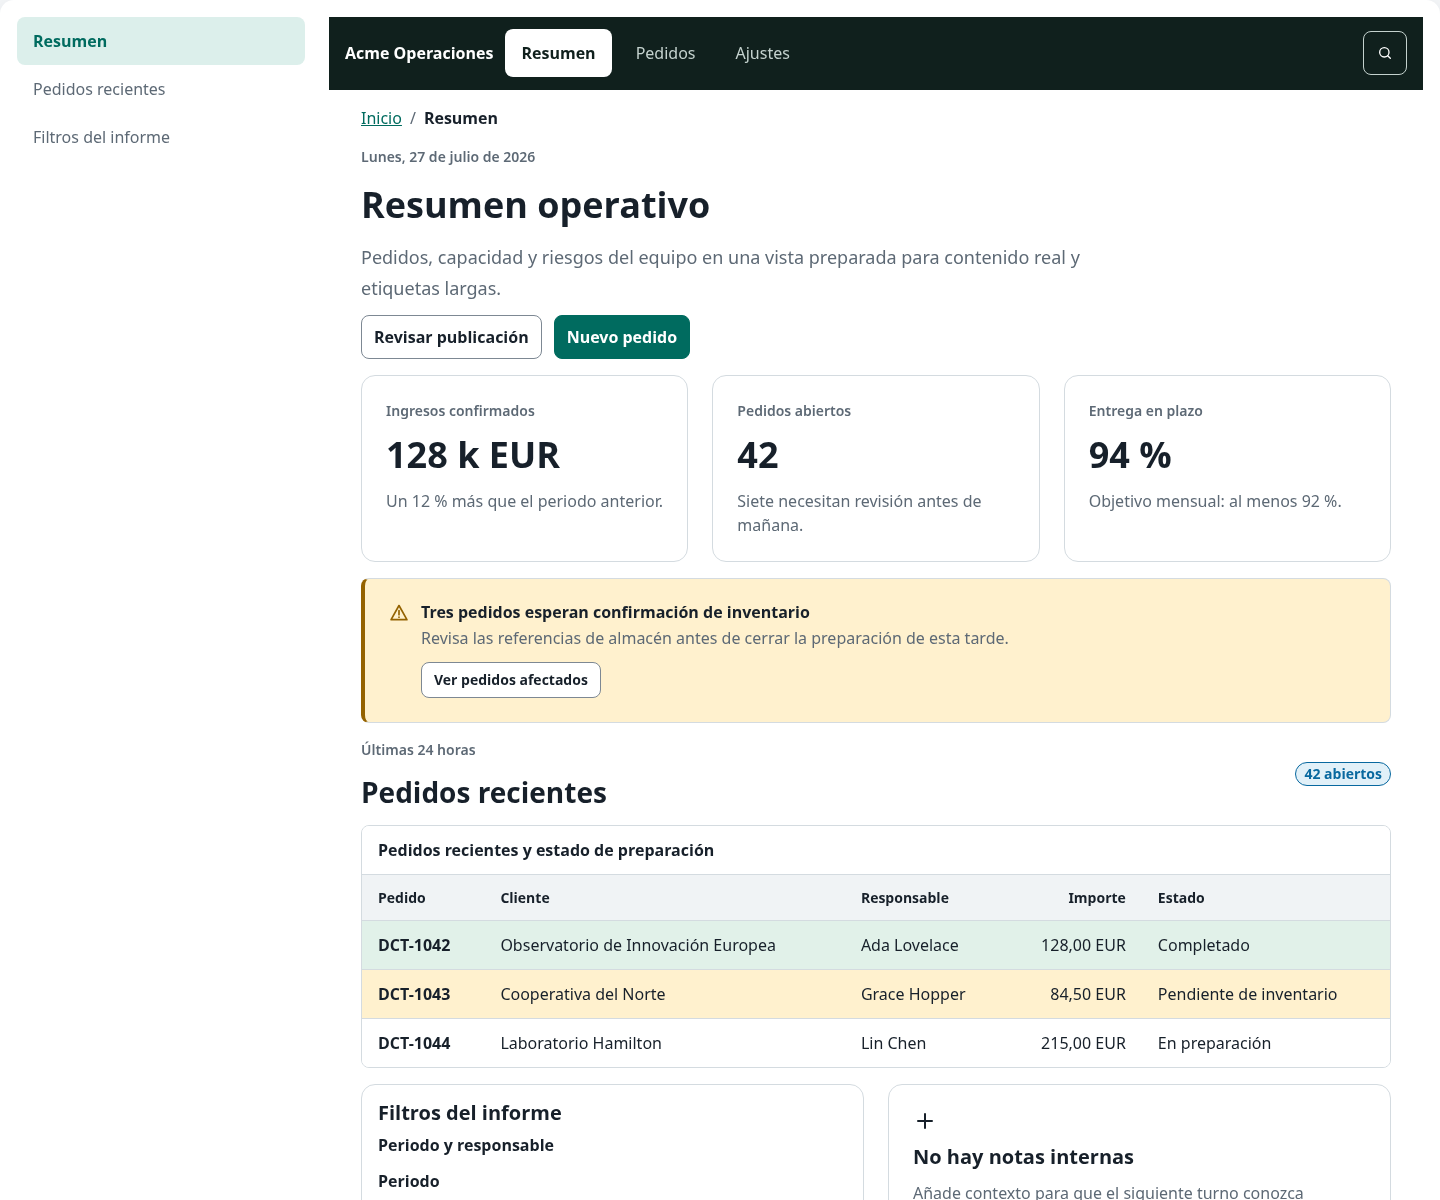 Resumen
Pedidos recientes
Filtros del informe
Acme Operaciones
Resumen
Pedidos
Ajustes
Inicio / Resumen
Lunes, 27 de julio de 2026
Resumen operativo
Pedidos, capacidad y riesgos del equipo en una vista preparada para contenido real y
etiquetas largas.
Revisar publicación
Nuevo pedido
Ingresos confirmados
128 k EUR
Un 12 % más que el periodo anterior.
Pedidos abiertos
42
Siete necesitan revisión antes de
mañana.
Entrega en plazo
94 %
Objetivo mensual: al menos 92 %.
Tres pedidos esperan confirmación de inventario
Revisa las referencias de almacén antes de cerrar la preparación de esta tarde.
Ver pedidos afectados
Últimas 24 horas
Pedidos recientes
42 abiertos
Pedidos recientes y estado de preparación
Pedido Cliente Responsable Importe Estado
DCT-1042 Observatorio de Innovación Europea Ada Lovelace 128,00 EUR Completado
DCT-1043 Cooperativa del Norte Grace Hopper 84,50 EUR Pendiente de inventario
DCT-1044 Laboratorio Hamilton Lin Chen 215,00 EUR En preparación
Filtros del informe
Periodo y responsable
Periodo
No hay notas internas
Añade contexto para que el siguiente turno conozca